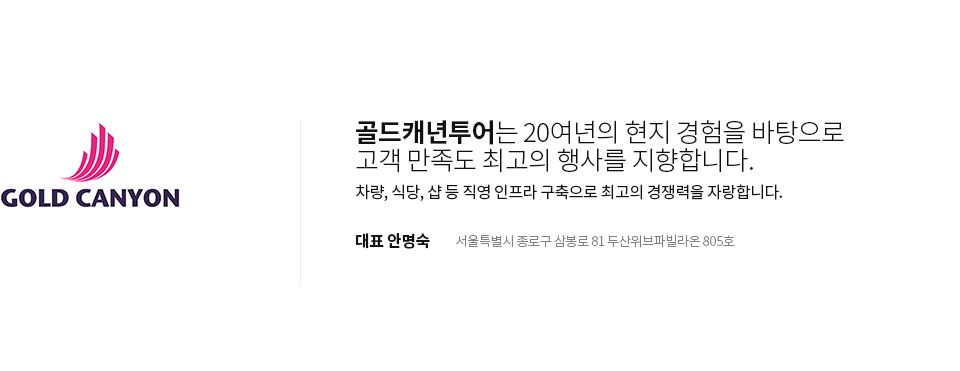 GOLD CANYON
골드캐년투어는 20여년의 현지 경험을 바탕으로
고객 만족도 최고의 행사를 지향합니다.
차량, 식당, 샵 등 직영 인프라 구축으로 최고의 경쟁력을 자랑합니다.
대표 안명숙 서울특별시 종로구 삼봉로 81 두산위브파빌라온 805호